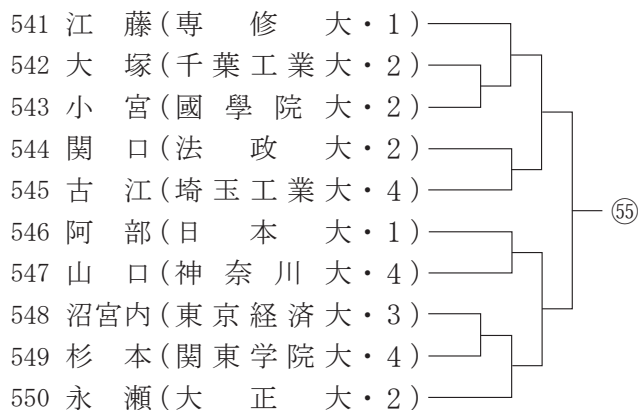 541 江藤(専修大・1)
542 大塚(千葉工業大・2)
543 小宮(國學院大・2)
544 関口(法政大・2)
545 古江(埼玉工業大・4)
546 阿部(日本大・1)
547 山口(神奈川大・4)
548 沼宮内(東京経済大・3)
549 杉本(関東学院大・4)
550 永瀬(大正大・2)
㊺